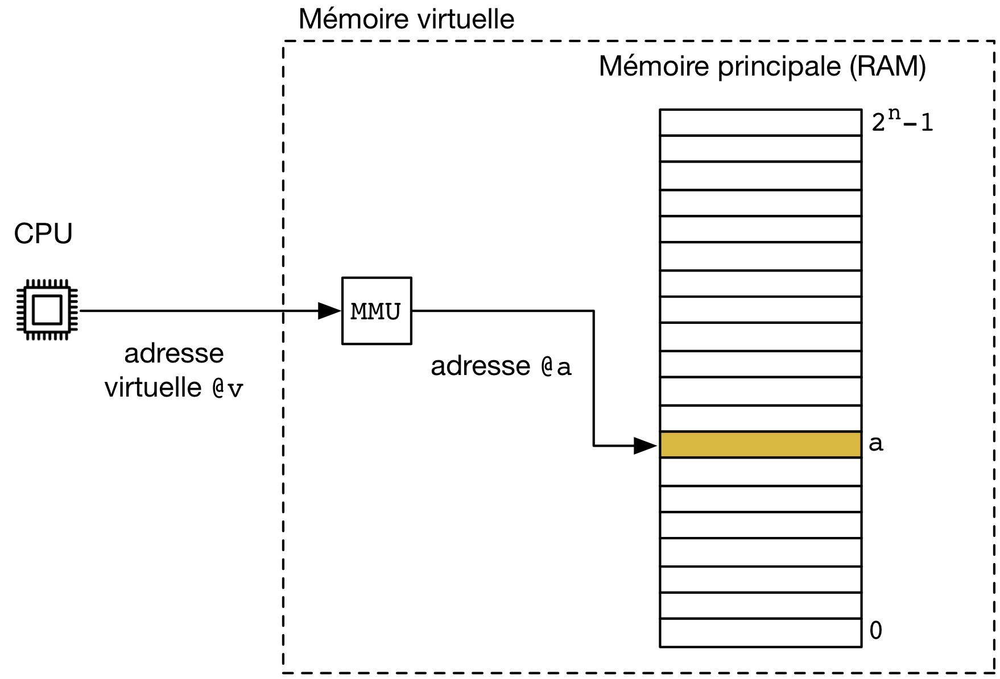 Mémoire virtuelle
Mémoire principale (RAM)
2ⁿ-1
CPU
MMU
adresse
virtuelle @v
adresse @a
a
0